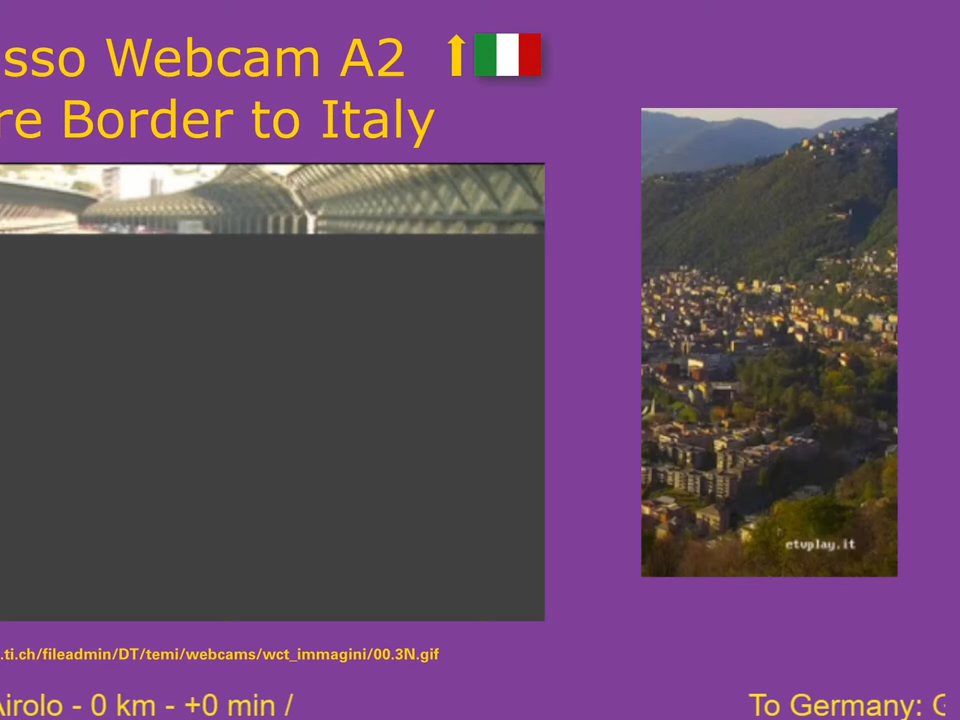 sso Webcam A2
re Border to Italy
etvplay.it
.ti.ch/fileadmin/DT/temi/webcams/wct_immagini/00.3N.gif
Airolo - 0 km - +0 min /
To Germany: